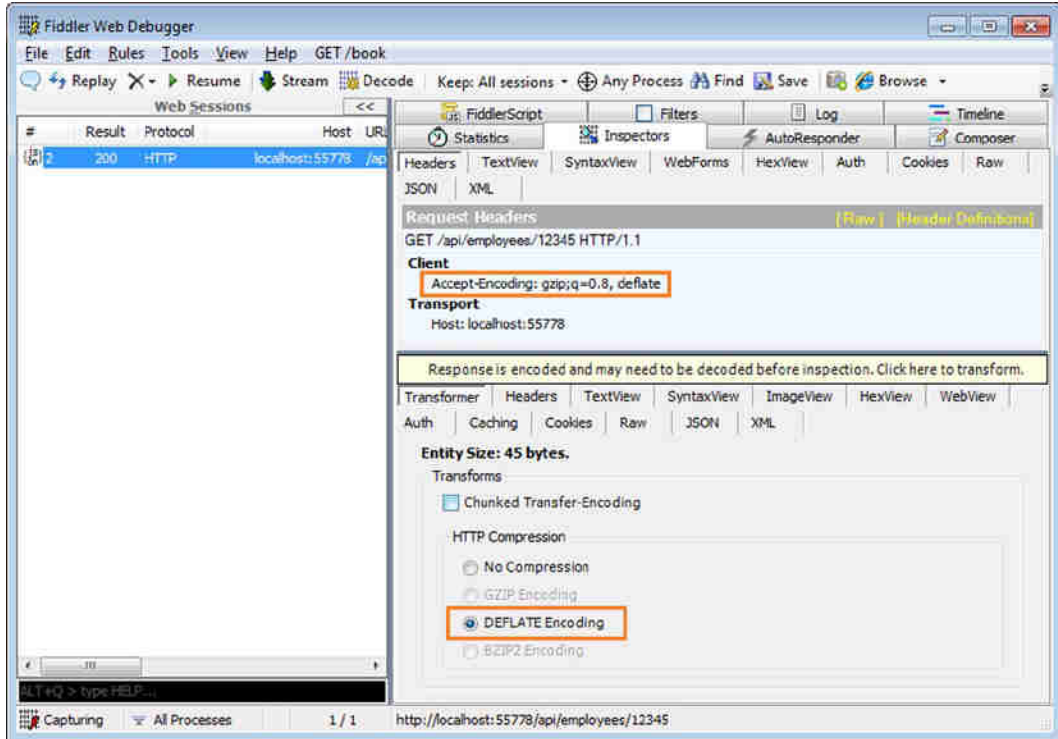 Fiddler Web Debugger
File Edit Rules Tools View Help GET /book
Replay X Resume Stream Decode Keep: All sessions Any Process Find Save Browse
Web Sessions <<
# Result Protocol Host URL
2 200 HTTP localhost:55778 /ap
FiddlerScript Filters Log Timeline
Statistics Inspectors AutoResponder Composer
Headers TextView SyntaxView WebForms HexView Auth Cookies Raw
JSON XML
Request Headers [Raw] [Header Definitions]
GET /api/employees/12345 HTTP/1.1
Client
Accept-Encoding: gzip;q=0.8, deflate
Transport
Host: localhost:55778
Response is encoded and may need to be decoded before inspection. Click here to transform.
Transformer Headers TextView SyntaxView ImageView HexView WebView
Auth Caching Cookies Raw JSON XML
Entity Size: 45 bytes.
Transforms
Chunked Transfer-Encoding
HTTP Compression
No Compression
GZIP Encoding
DEFLATE Encoding
BZIP2 Encoding
ALT+Q > type HELP...
Capturing All Processes 1 / 1 http://localhost:55778/api/employees/12345